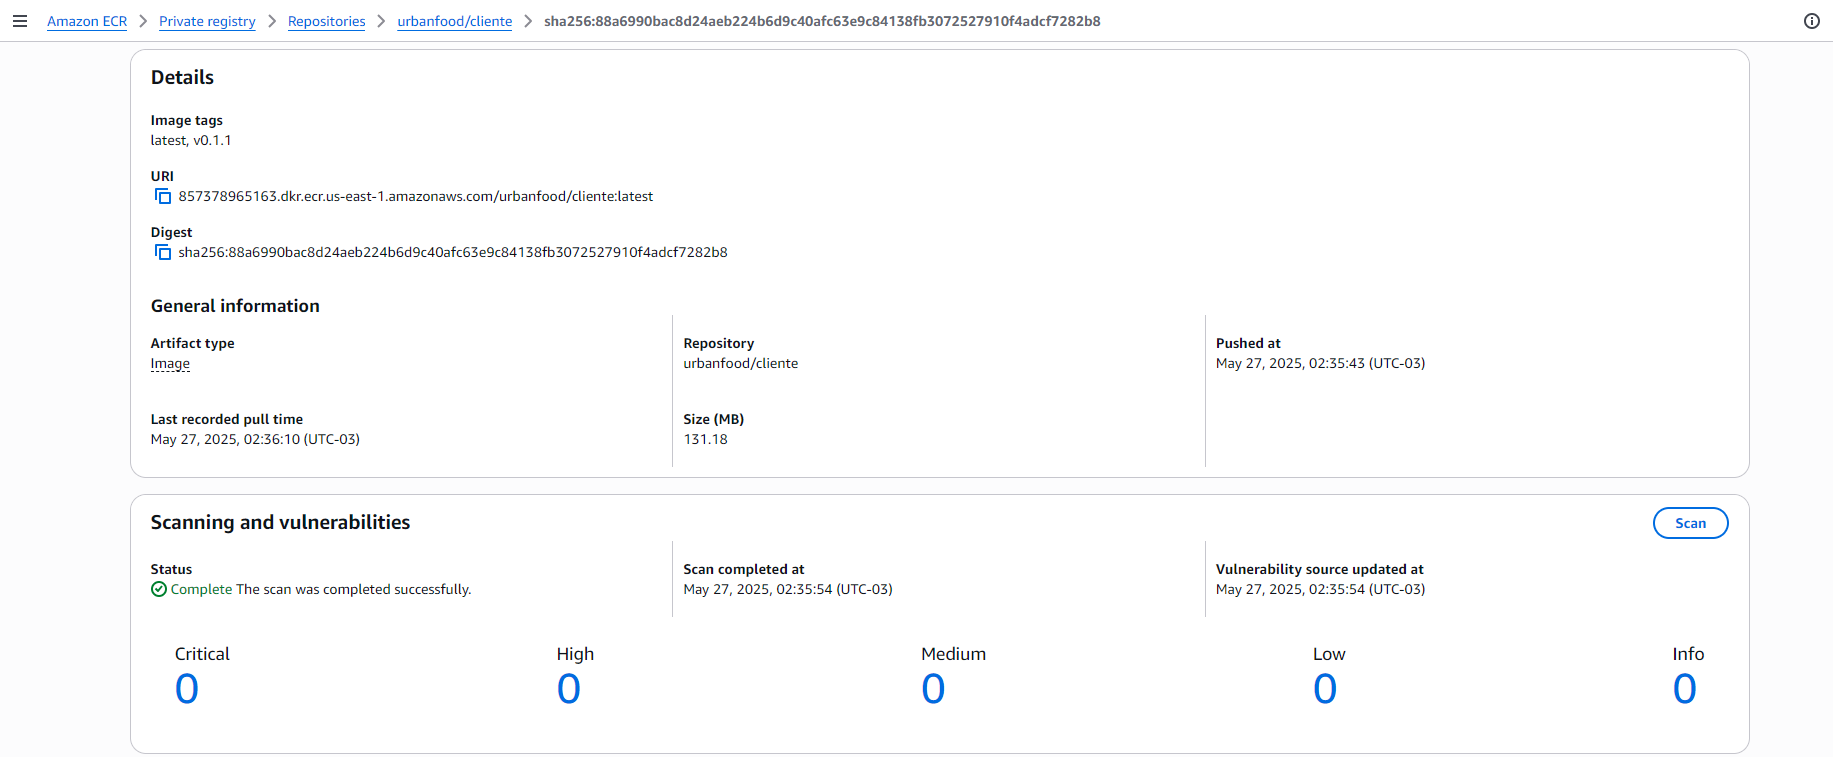 Amazon ECR > Private registry > Repositories > urbanfood/cliente > sha256:88a6990bac8d24aeb224b6d9c40afc63e9c84138fb3072527910f4adcf7282b8
Details
Image tags
latest, v0.1.1
URI
857378965163.dkr.ecr.us-east-1.amazonaws.com/urbanfood/cliente:latest
Digest
sha256:88a6990bac8d24aeb224b6d9c40afc63e9c84138fb3072527910f4adcf7282b8
General information
Artifact type
Image
Repository
urbanfood/cliente
Pushed at
May 27, 2025, 02:35:43 (UTC-03)
Last recorded pull time
May 27, 2025, 02:36:10 (UTC-03)
Size (MB)
131.18
Scanning and vulnerabilities
Scan
Status
Complete The scan was completed successfully.
Scan completed at
May 27, 2025, 02:35:54 (UTC-03)
Vulnerability source updated at
May 27, 2025, 02:35:54 (UTC-03)
Critical
0
High
0
Medium
0
Low
0
Info
0